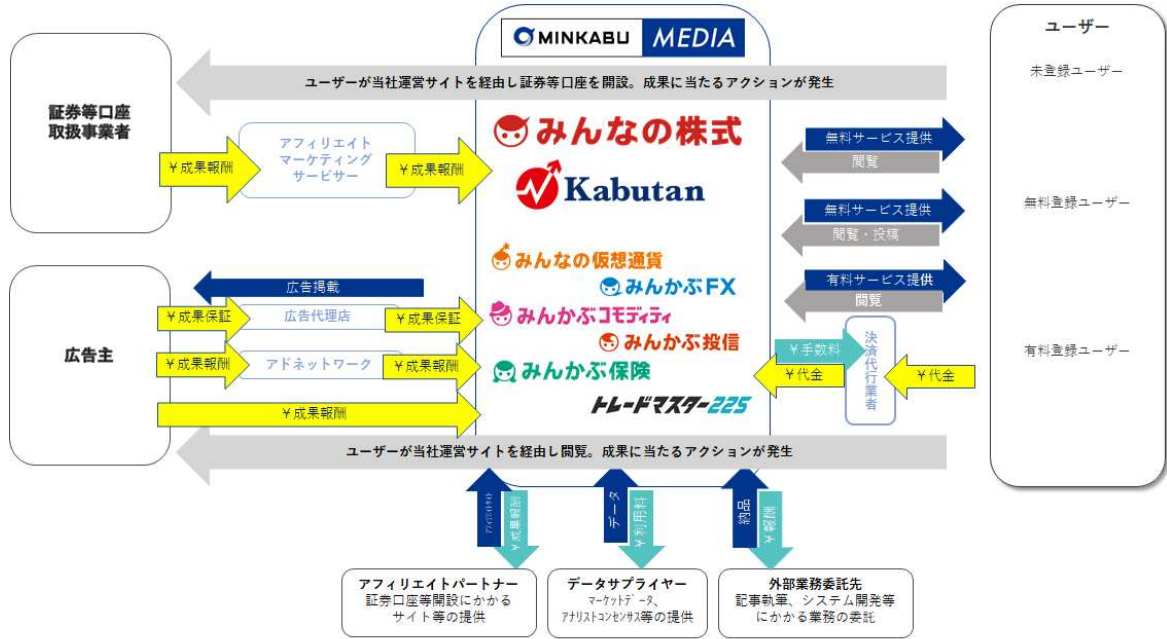 MINKABU MEDIA
ユーザー
ユーザーが当社運営サイトを経由し証券等口座を開設。成果に当たるアクションが発生
未登録ユーザー
証券等口座
取扱事業者
¥成果報酬
アフィリエイト
マーケティング
サービサー
¥成果報酬
みんなの株式
Kabutan
無料サービス提供
閲覧
無料サービス提供
閲覧・投稿
無料登録ユーザー
みんなの仮想通貨
みんかぶFX
みんかぶコモディティ
みんかぶ投信
みんかぶ保険
トレードマスター225
有料サービス提供
閲覧
有料登録ユーザー
広告主
広告掲載
¥成果保証
広告代理店
¥成果保証
¥成果報酬
アドネットワーク
¥成果報酬
¥成果報酬
¥手数料
¥代金
決済代行業者
¥代金
ユーザーが当社運営サイトを経由し閲覧。成果に当たるアクションが発生
アフィリエイトサイト
¥成果報酬
データ
¥利用料
納品
¥報酬
アフィリエイトパートナー
証券口座等開設にかかる
サイト等の提供
データサプライヤー
マーケットデータ、
アナリストコンセンサス等の提供
外部業務委託先
記事執筆、システム開発等
にかかる業務の委託